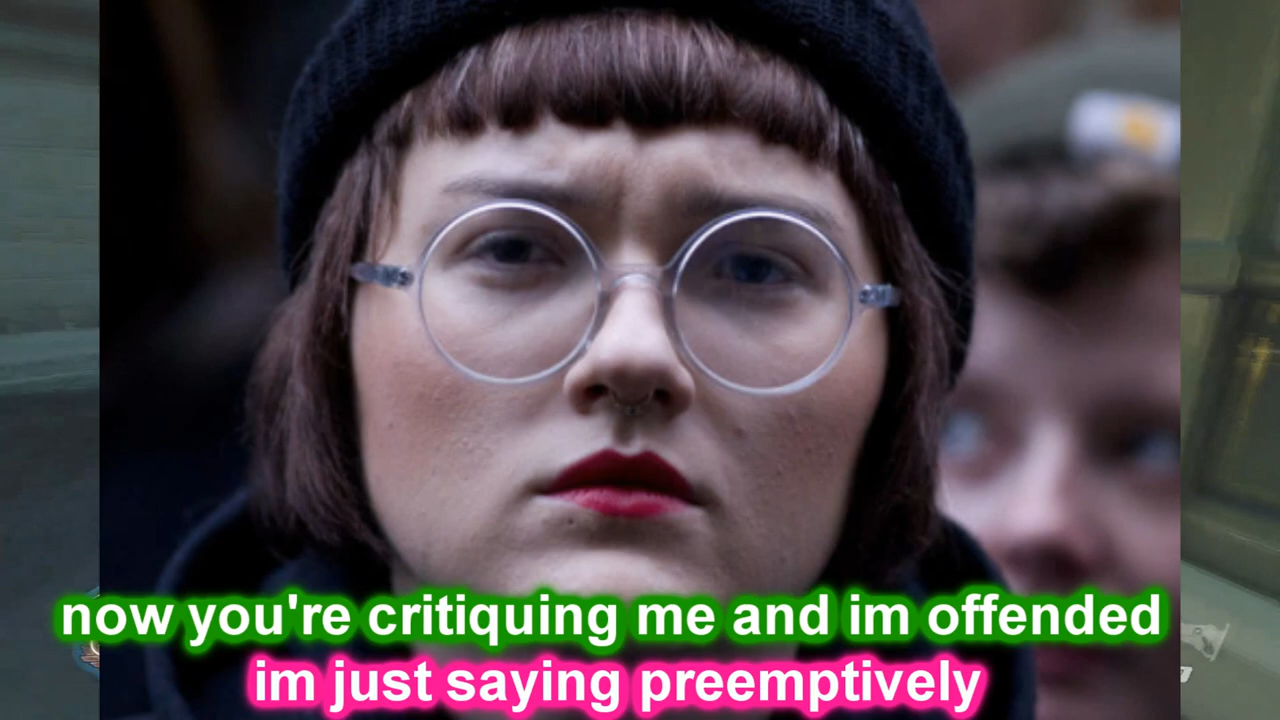 now you're critiquing me and im offended
im just saying preemptively